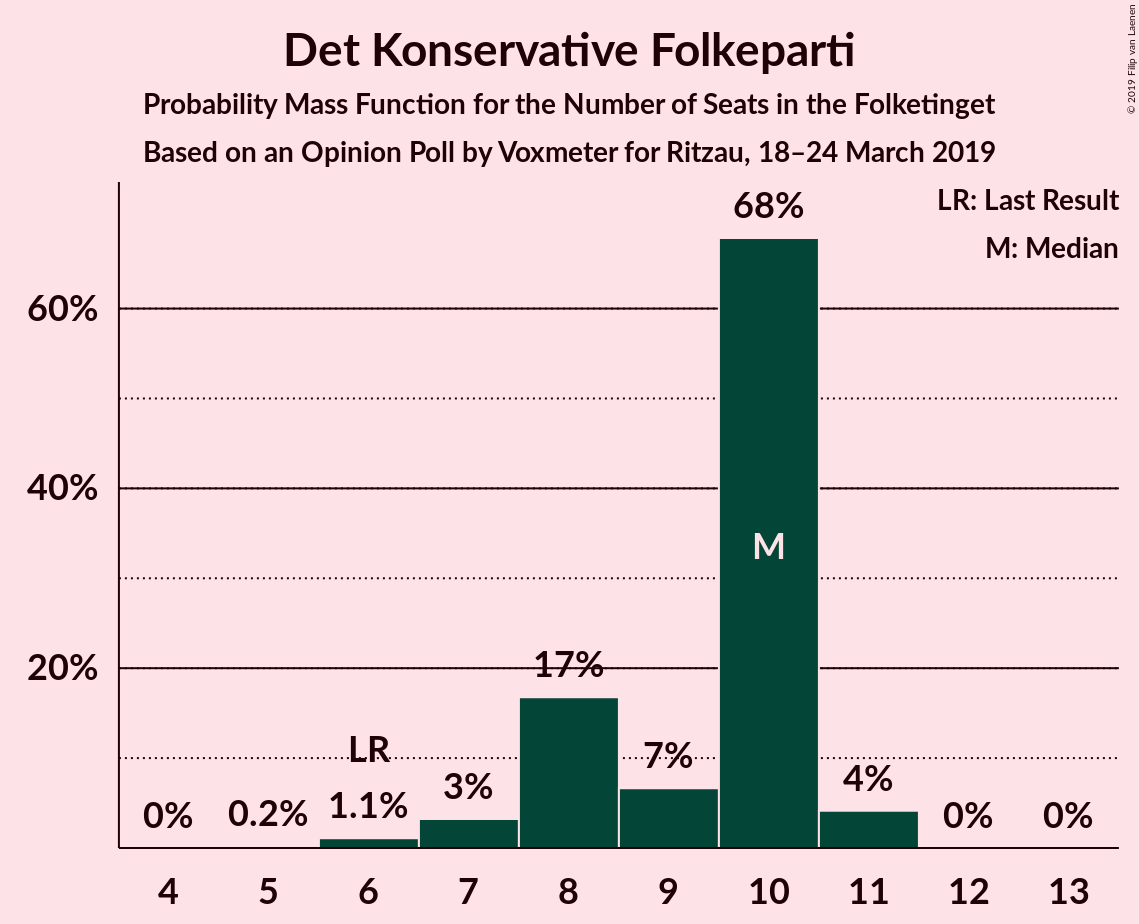 Det Konservative Folkeparti
Probability Mass Function for the Number of Seats in the Folketinget
Based on an Opinion Poll by Voxmeter for Ritzau, 18–24 March 2019
© 2019 Filip van Laenen
LR: Last Result
M: Median
68%
60%
40%
M
20%
17%
LR
7%
3%
4%
0%
0.2%
1.1%
0%
0%
4 5 6 7 8 9 10 11 12 13